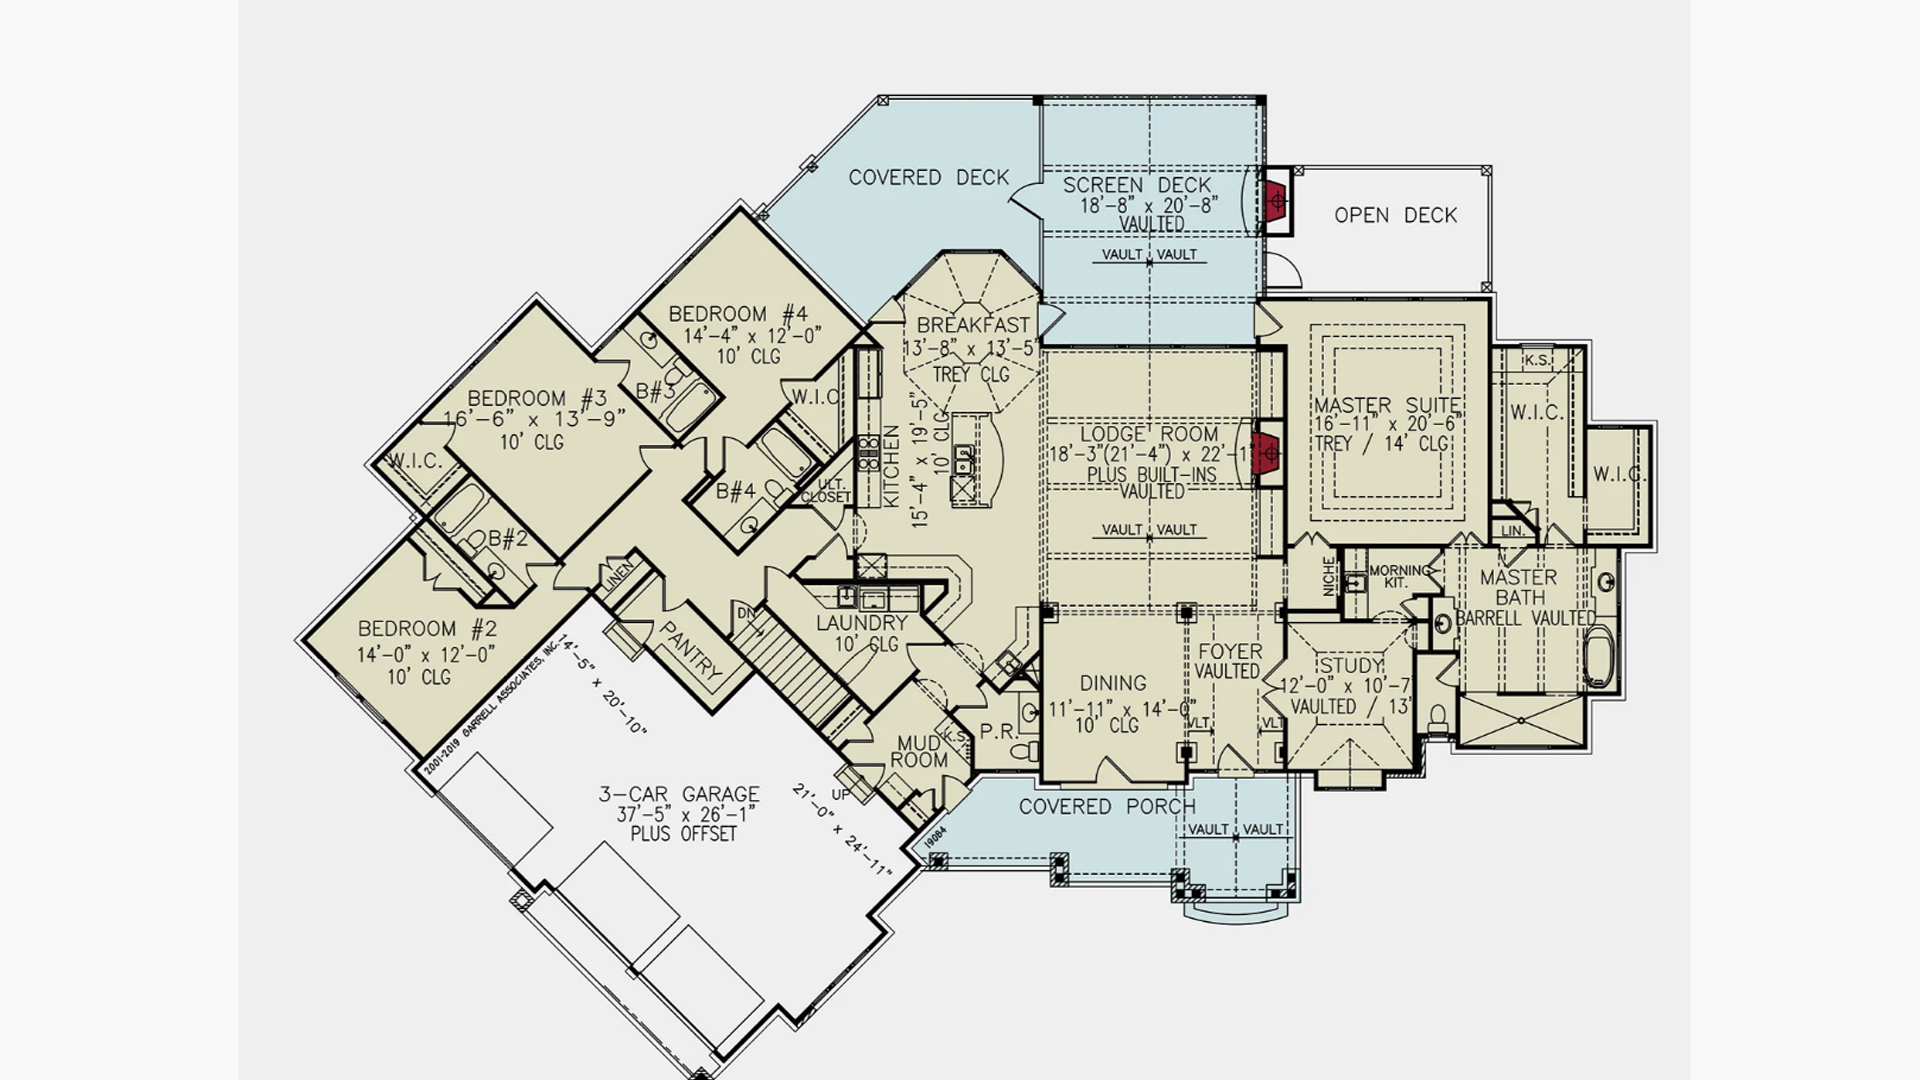 COVERED DECK
SCREEN DECK
18'-8" x 20'-8"
VAULTED
VAULT VAULT
OPEN DECK
BEDROOM #4
14'-4" x 12'-0"
10' CLG
BREAKFAST
13'-8" x 13'-5"
TREY CLG
B#3
W.I.C.
BEDROOM #3
16'-6" x 13'-9"
10' CLG
W.I.C.
B#4
ULT.
CLOSET
KITCHEN
15'-4" x 19'-5"
10' CLG
LODGE ROOM
18'-3"(21'-4") x 22'-1"
PLUS BUILT-INS
VAULTED
VAULT VAULT
MASTER SUITE
16'-11" x 20'-6"
TREY / 14' CLG
K.S.
W.I.C.
W.I.C.
LIN.
B#2
LINEN
NICHE
MORNING
KIT.
MASTER
BATH
BARRELL VAULTED
BEDROOM #2
14'-0" x 12'-0"
10' CLG
PANTRY
DN
LAUNDRY
10' CLG
FOYER
VAULTED
STUDY
12'-0" x 10'-7"
VAULTED / 13'
DINING
11'-11" x 14'-0"
10' CLG
VLT.
VLT.
P.R.
K.S.
MUD
ROOM
UP
2001-2019 GARRELL ASSOCIATES, INC.
14'-5" x 20'-10"
3-CAR GARAGE
37'-5" x 26'-1"
PLUS OFFSET
21'-0" x 24'-11"
COVERED PORCH
VAULT VAULT
19084